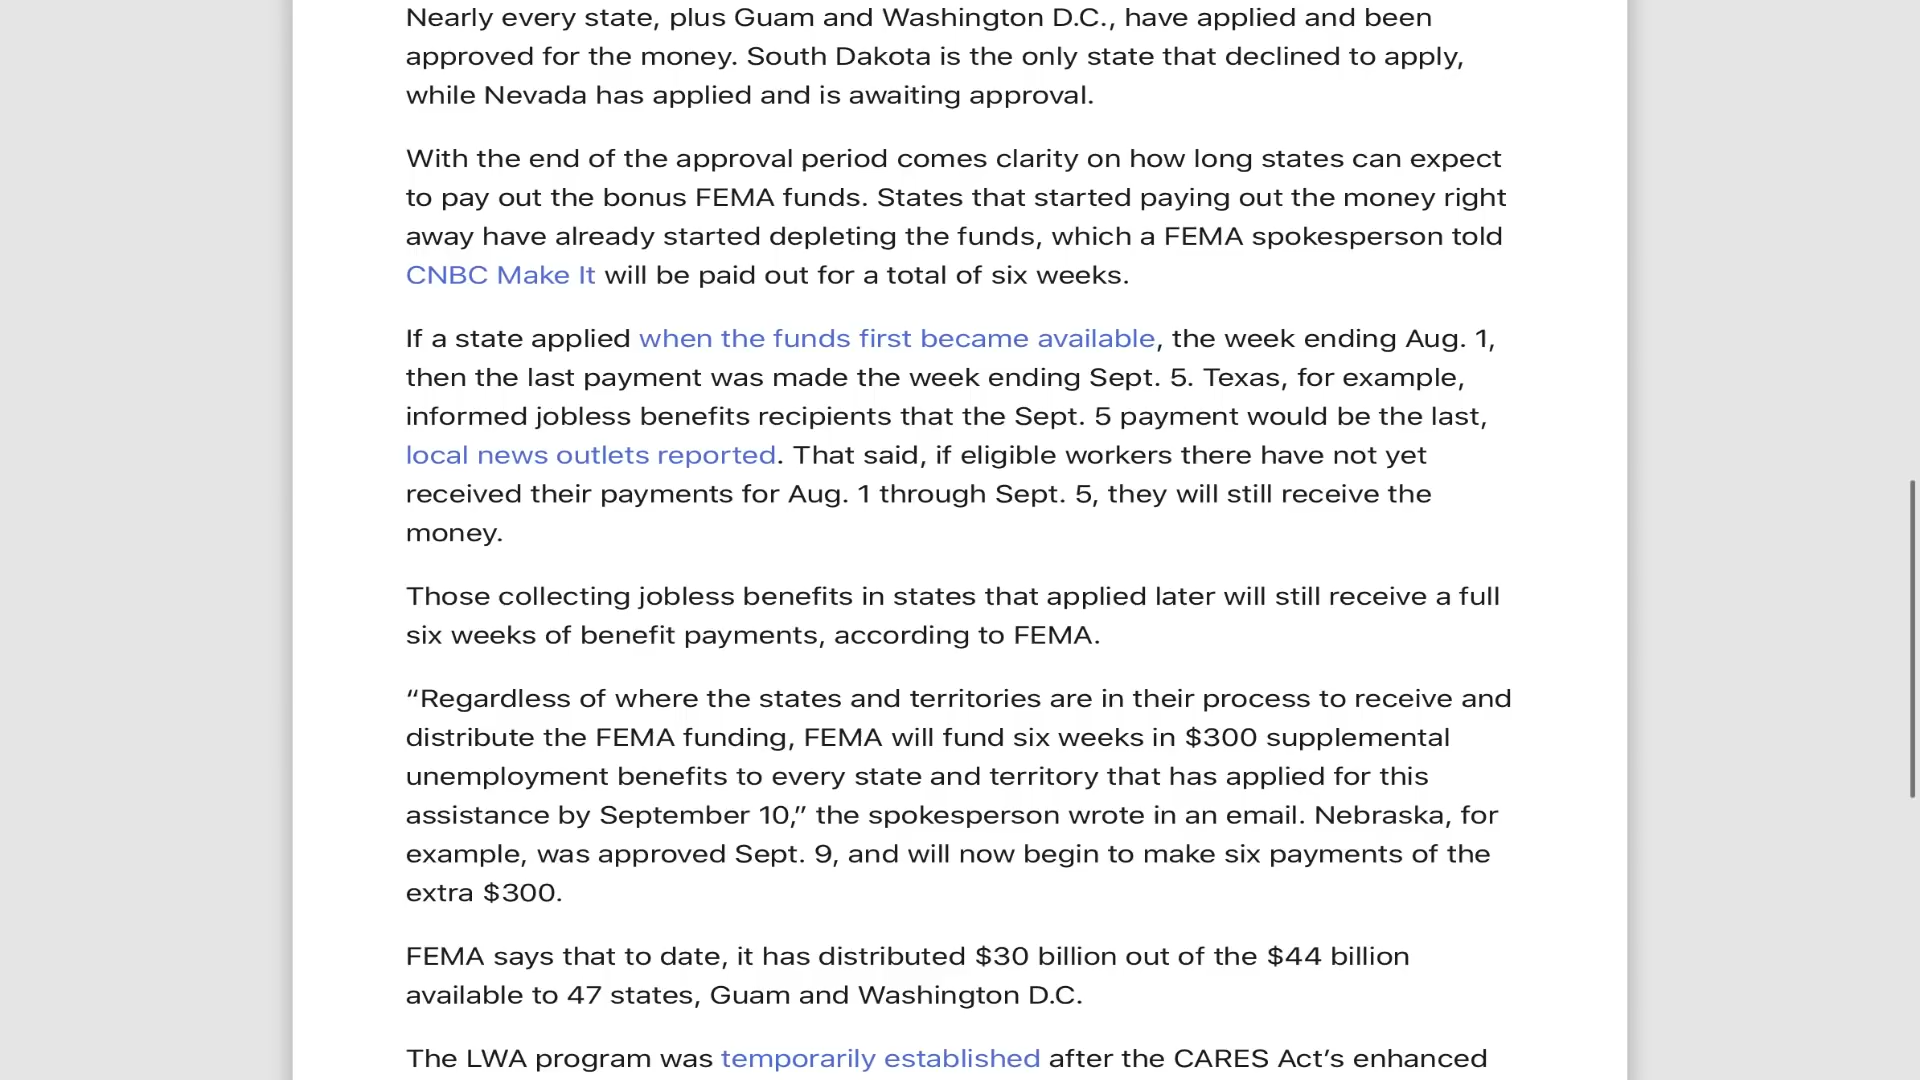 Nearly every state, plus Guam and Washington D.C., have applied and been
approved for the money. South Dakota is the only state that declined to apply,
while Nevada has applied and is awaiting approval.
With the end of the approval period comes clarity on how long states can expect
to pay out the bonus FEMA funds. States that started paying out the money right
away have already started depleting the funds, which a FEMA spokesperson told
CNBC Make It will be paid out for a total of six weeks.
If a state applied when the funds first became available, the week ending Aug. 1,
then the last payment was made the week ending Sept. 5. Texas, for example,
informed jobless benefits recipients that the Sept. 5 payment would be the last,
local news outlets reported. That said, if eligible workers there have not yet
received their payments for Aug. 1 through Sept. 5, they will still receive the
money.
Those collecting jobless benefits in states that applied later will still receive a full
six weeks of benefit payments, according to FEMA.
“Regardless of where the states and territories are in their process to receive and
distribute the FEMA funding, FEMA will fund six weeks in $300 supplemental
unemployment benefits to every state and territory that has applied for this
assistance by September 10,” the spokesperson wrote in an email. Nebraska, for
example, was approved Sept. 9, and will now begin to make six payments of the
extra $300.
FEMA says that to date, it has distributed $30 billion out of the $44 billion
available to 47 states, Guam and Washington D.C.
The LWA program was temporarily established after the CARES Act’s enhanced